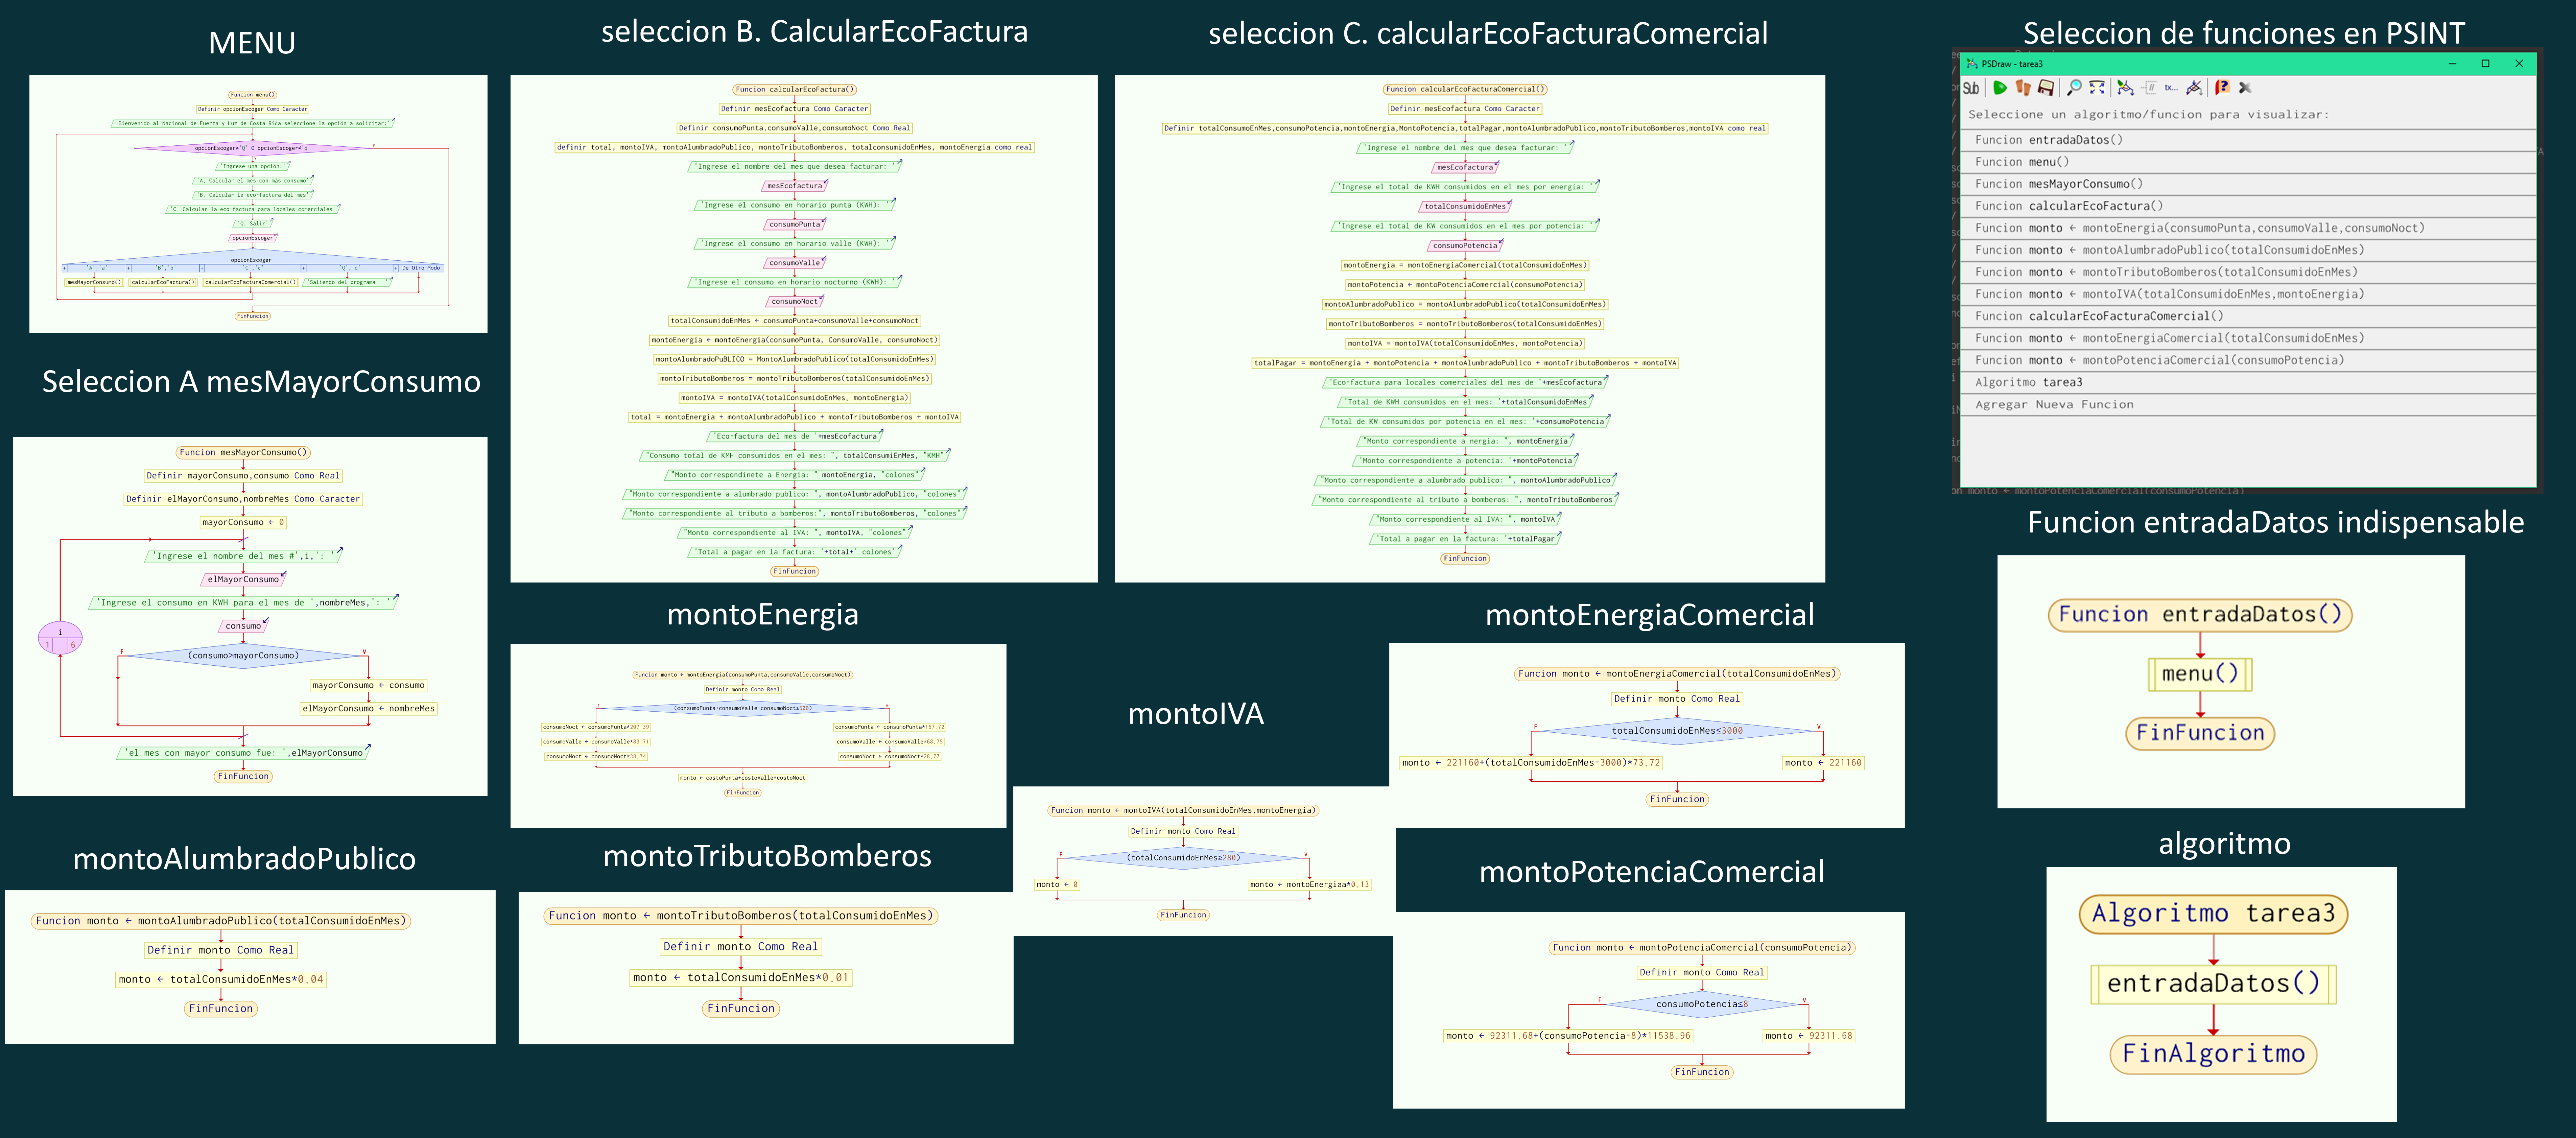 MENU
Funcion menu()
Definir opcionEscoger Como Caracter
'Bienvenido al Nacional de Fuerza y Luz de Costa Rica seleccione la opción a solicitar:'
opcionEscoger≠'Q' O opcionEscoger≠'q'
'Ingrese una opción:'
'A. Calcular el mes con más consumo'
'B. Calcular la eco-factura del mes'
'C. Calcular la eco-factura para locales comerciales'
'Q. Salir'
opcionEscoger
opcionEscoger
'A','a'
'B','b'
'C','c'
'Q','q'
De Otro Modo
mesMayorConsumo()
calcularEcoFactura()
calcularEcoFacturaComercial()
'Saliendo del programa...'
FinFuncion
Seleccion A mesMayorConsumo
Funcion mesMayorConsumo()
Definir mayorConsumo,consumo Como Real
Definir elMayorConsumo,nombreMes Como Caracter
mayorConsumo ← 0
'Ingrese el nombre del mes #',i,': '
elMayorConsumo
'Ingrese el consumo en KWH para el mes de ',nombreMes,': '
consumo
i
1 6
(consumo>mayorConsumo)
F V
mayorConsumo ← consumo
elMayorConsumo ← nombreMes
'el mes con mayor consumo fue: ',elMayorConsumo
FinFuncion
montoAlumbradoPublico
Funcion monto ← montoAlumbradoPublico(totalConsumidoEnMes)
Definir monto Como Real
monto ← totalConsumidoEnMes*0.04
FinFuncion
seleccion B. CalcularEcoFactura
Funcion calcularEcoFactura()
Definir mesEcofactura Como Caracter
Definir consumoPunta,consumoValle,consumoNoct Como Real
definir total, montoIVA, montoAlumbradoPublico, montoTributoBomberos, totalconsumidoEnMes, montoEnergia como real
'Ingrese el nombre del mes que desea facturar: '
mesEcofactura
'Ingrese el consumo en horario punta (KWH): '
consumoPunta
'Ingrese el consumo en horario valle (KWH): '
consumoValle
'Ingrese el consumo en horario nocturno (KWH): '
consumoNoct
totalConsumidoEnMes ← consumoPunta+consumoValle+consumoNoct
montoEnergia ← montoEnergia(consumoPunta, ConsumoValle, consumoNoct)
montoAlumbradoPuBLICO = MontoAlumboPublico(totalConsumidoEnMes)
montoTributoBomberos = montoTributoBomberos(totalConsumidoEnMes)
montoIVA = montoIVA(totalConsumidoEnMes, montoEnergia)
total = montoEnergia + montoAlumbradoPublico + montoTributoBomberos + montoIVA
'Eco-factura del mes de '+mesEcofactura
"Consumo total de KMH consumidos en el mes: ", totalConsumiEnMes, "KMH"
"Monto correspondinete a Energia: " montoEnergia, "colones"
"Monto correspondiente a alumbrado publico: ", montoAlumbradoPublico, "colones"
"Monto correspondiente al tributo a bomberos:", montoTributoBomberos, "colones"
"Monto correspondiente al IVA: ", montoIVA, "colones"
'Total a pagar en la factura: '+total+' colones'
FinFuncion
montoEnergia
Funcion monto ← montoEnergia(consumoPunta,consumoValle,consumoNoct)
Definir monto Como Real
(consumoPunta+consumoValle+consumoNoct≤500)
consumoNoct ← consumoPunta*207.39
consumoValle ← consumoValle*83.71
consumoNoct ← consumoNoct*38.74
consumoPunta ← consumoPunta*167.72
consumoValle ← consumoValle*68.75
consumoNoct ← consumoNoct*28.77
monto ← costoPunta+costoValle+costoNoct
FinFuncion
montoTributoBomberos
Funcion monto ← montoTributoBomberos(totalConsumidoEnMes)
Definir monto Como Real
monto ← totalConsumidoEnMes*0.01
FinFuncion
seleccion C. calcularEcoFacturaComercial
Funcion calcularEcoFacturaComercial()
Definir mesEcofactura Como Caracter
Definir totalConsumoEnMes,consumoPotencia,montoEnergia,MontoPotencia,totalPagar,montoAlumbradoPublico,montoTributoBomberos,montoIVA como real
'Ingrese el nombre del mes que desea facturar: '
mesEcofactura
'Ingrese el total de KWH consumidos en el mes por energia: '
totalConsumidoEnMes
'Ingrese el total de KW consumidos en el mes por potencia: '
consumoPotencia
montoEnergia = montoEnergiaComercial(totalConsumidoEnMes)
montoPotencia ← montoPotenciaComercial(consumoPotencia)
montoAlumbradoPublico = montoAlumbradoPublico(totalConsumidoEnMes)
montoTributoBomberos = montoTributoBomberos(totalConsumidoEnMes)
montoIVA = montoIVA(totalConsumidoEnMes, montoPotencia)
totalPagar = montoEnergia + montoPotencia + montoAlumbradoPublico + montoTributoBomberos + montoIVA
'Eco-factura para locales comerciales del mes de '+mesEcofactura
'Total de KWH consumidos en el mes: '+totalConsumidoEnMes
'Total de KW consumidos por potencia en el mes: '+consumoPotencia
"Monto correspondiente a nergia: ", montoEnergia
'Monto correspondiente a potencia: '+montoPotencia
"Monto correspondiente a alumbrado publico: ", montoAlumbradoPublico
"Monto correspondiente al tributo a bomberos: ", montoTributoBomberos
"Monto correspondiente al IVA: ", montoIVA
'Total a pagar en la factura: '+totalPagar
FinFuncion
montoIVA
Funcion monto ← montoIVA(totalConsumidoEnMes,montoEnergia)
Definir monto Como Real
(totalConsumidoEnMes≥280)
F V
monto ← 0
monto ← montoEnergiaa*0.13
FinFuncion
montoEnergiaComercial
Funcion monto ← montoEnergiaComercial(totalConsumidoEnMes)
Definir monto Como Real
totalConsumidoEnMes≤3000
F V
monto ← 221160+(totalConsumidoEnMes-3000)*73.72
monto ← 221160
FinFuncion
montoPotenciaComercial
Funcion monto ← montoPotenciaComercial(consumoPotencia)
Definir monto Como Real
consumoPotencia≤8
F V
monto ← 92311.68+(consumoPotencia-8)*11538.96
monto ← 92311.68
FinFuncion
Seleccion de funciones en PSINT
PSDraw - tarea3
Sub
Seleccione un algoritmo/funcion para visualizar:
Funcion entradaDatos()
Funcion menu()
Funcion mesMayorConsumo()
Funcion calcularEcoFactura()
Funcion monto ← montoEnergia(consumoPunta,consumoValle,consumoNoct)
Funcion monto ← montoAlumbradoPublico(totalConsumidoEnMes)
Funcion monto ← montoTributoBomberos(totalConsumidoEnMes)
Funcion monto ← montoIVA(totalConsumidoEnMes,montoEnergia)
Funcion calcularEcoFacturaComercial()
Funcion monto ← montoEnergiaComercial(totalConsumidoEnMes)
Funcion monto ← montoPotenciaComercial(consumoPotencia)
Algoritmo tarea3
Agregar Nueva Funcion
Funcion entradaDatos indispensable
Funcion entradaDatos()
menu()
FinFuncion
algoritmo
Algoritmo tarea3
entradaDatos()
FinAlgoritmo